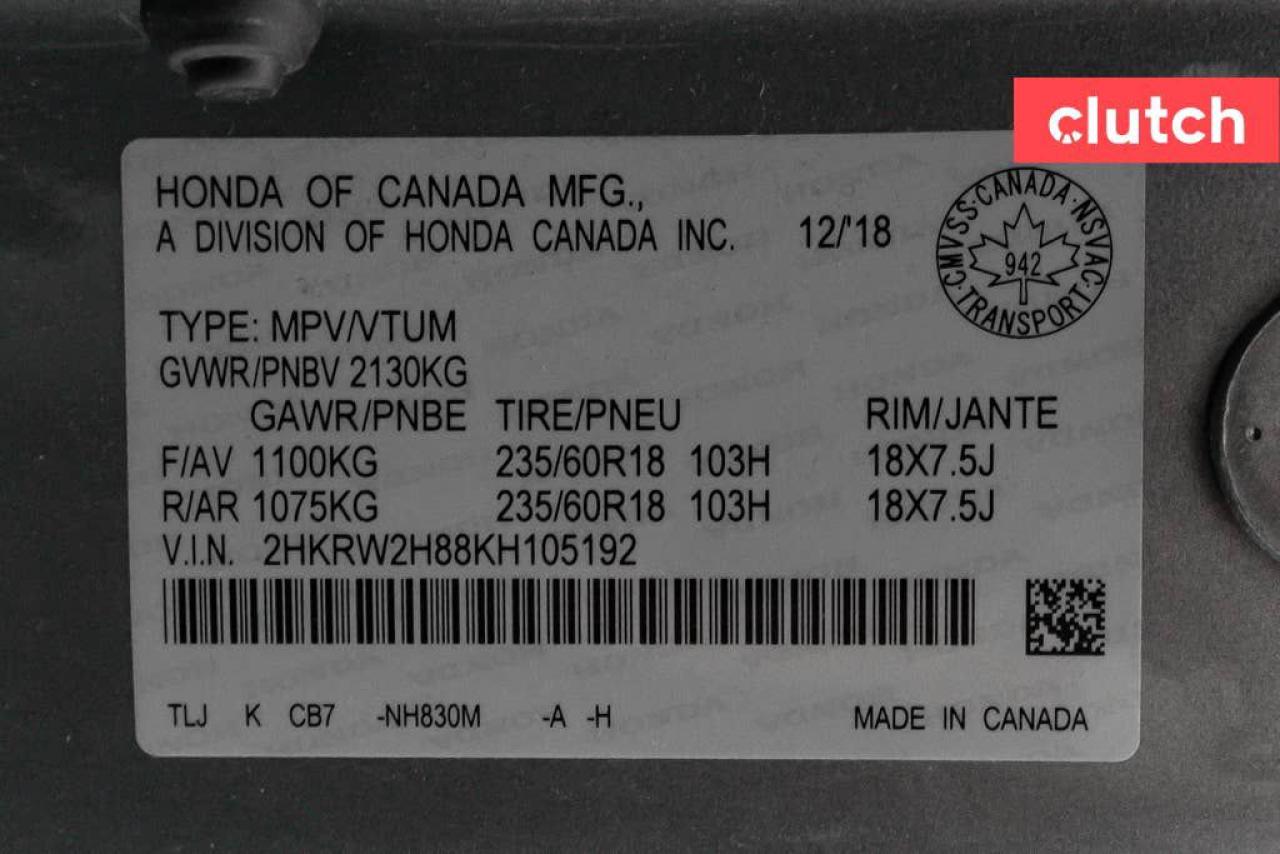 clutch
HONDA OF CANADA MFG.,
A DIVISION OF HONDA CANADA INC. 12/'18
CMVSS·CANADA·NSVAC·TRANSPORT·
942
TYPE: MPV/VTUM
GVWR/PNBV 2130KG
GAWR/PNBE TIRE/PNEU RIM/JANTE
F/AV 1100KG 235/60R18 103H 18X7.5J
R/AR 1075KG 235/60R18 103H 18X7.5J
V.I.N. 2HKRW2H88KH105192
TLJ K CB7 -NH830M -A -H MADE IN CANADA